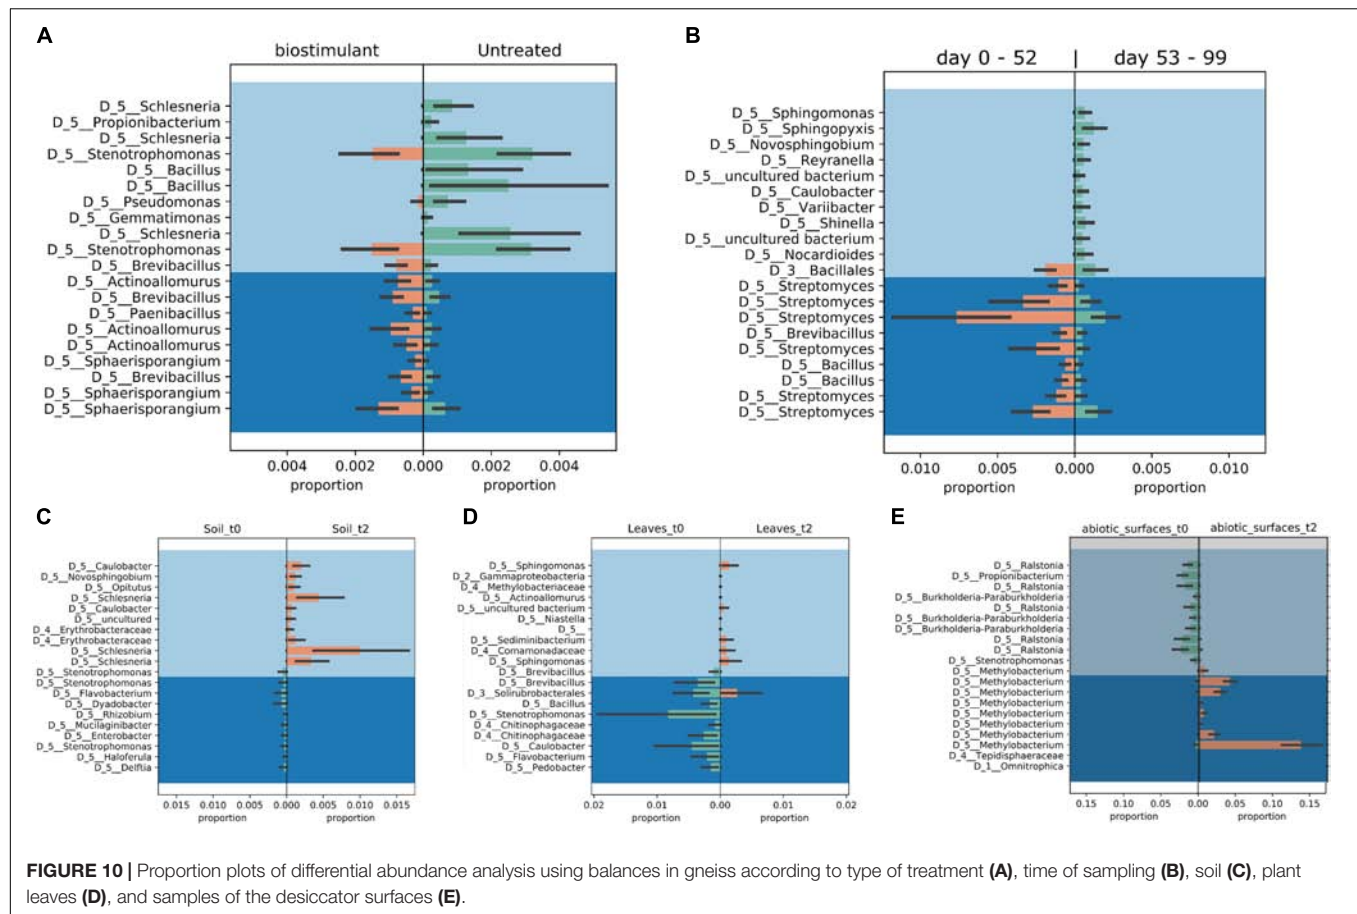 A
biostimulant
Untreated
D_5__Schlesneria
D_5__Propionibacterium
D_5__Schlesneria
D_5__Stenotrophomonas
D_5__Bacillus
D_5__Bacillus
D_5__Pseudomonas
D_5__Gemmatimonas
D_5__Schlesneria
D_5__Stenotrophomonas
D_5__Brevibacillus
D_5__Actinoallomurus
D_5__Brevibacillus
D_5__Paenibacillus
D_5__Actinoallomurus
D_5__Actinoallomurus
D_5__Sphaerisporangium
D_5__Brevibacillus
D_5__Sphaerisporangium
D_5__Sphaerisporangium
0.004 0.002 0.000 0.002 0.004
proportion proportion
B
day 0 - 52 | day 53 - 99
D_5__Sphingomonas
D_5__Sphingopyxis
D_5__Novosphingobium
D_5__Reyranella
D_5__uncultured bacterium
D_5__Caulobacter
D_5__Variibacter
D_5__Shinella
D_5__uncultured bacterium
D_5__Nocardioides
D_3__Bacillales
D_5__Streptomyces
D_5__Streptomyces
D_5__Streptomyces
D_5__Brevibacillus
D_5__Streptomyces
D_5__Bacillus
D_5__Bacillus
D_5__Streptomyces
D_5__Streptomyces
0.010 0.005 0.000 0.005 0.010
proportion proportion
C
Soil_t0 Soil_t2
D_5__Caulobacter
D_5__Novosphingobium
D_5__Opitutus
D_5__Schlesneria
D_5__Caulobacter
D_5__uncultured
D_4__Erythrobacteraceae
D_4__Erythrobacteraceae
D_5__Schlesneria
D_5__Schlesneria
D_5__Stenotrophomonas
D_5__Stenotrophomonas
D_5__Flavobacterium
D_5__Dyadobacter
D_5__Rhizobium
D_5__Mucilaginibacter
D_5__Enterobacter
D_5__Stenotrophomonas
D_5__Haloferula
D_5__Delftia
0.015 0.010 0.005 0.000 0.005 0.010 0.015
proportion proportion
D
Leaves_t0 Leaves_t2
D_5__Sphingomonas
D_2__Gammaproteobacteria
D_4__Methylobacteriaceae
D_5__Actinoallomurus
D_5__uncultured bacterium
D_5__Niastella
D_5__
D_5__Sediminibacterium
D_4__Comamonadaceae
D_5__Sphingomonas
D_5__Brevibacillus
D_5__Brevibacillus
D_3__Solirubrobacterales
D_5__Bacillus
D_5__Stenotrophomonas
D_4__Chitinophagaceae
D_4__Chitinophagaceae
D_5__Caulobacter
D_5__Flavobacterium
D_5__Pedobacter
0.02 0.01 0.00 0.01 0.02
proportion proportion
E
abiotic_surfaces_t0 abiotic_surfaces_t2
D_5__Ralstonia
D_5__Propionibacterium
D_5__Ralstonia
D_5__Burkholderia-Paraburkholderia
D_5__Ralstonia
D_5__Burkholderia-Paraburkholderia
D_5__Burkholderia-Paraburkholderia
D_5__Ralstonia
D_5__Ralstonia
D_5__Stenotrophomonas
D_5__Methylobacterium
D_5__Methylobacterium
D_5__Methylobacterium
D_5__Methylobacterium
D_5__Methylobacterium
D_5__Methylobacterium
D_5__Methylobacterium
D_5__Methylobacterium
D_4__Tepidisphaeraceae
D_1__Omnitrophica
0.15 0.10 0.05 0.00 0.05 0.10 0.15
proportion proportion
FIGURE 10 | Proportion plots of differential abundance analysis using balances in gneiss according to type of treatment (A), time of sampling (B), soil (C), plant
leaves (D), and samples of the desiccator surfaces (E).